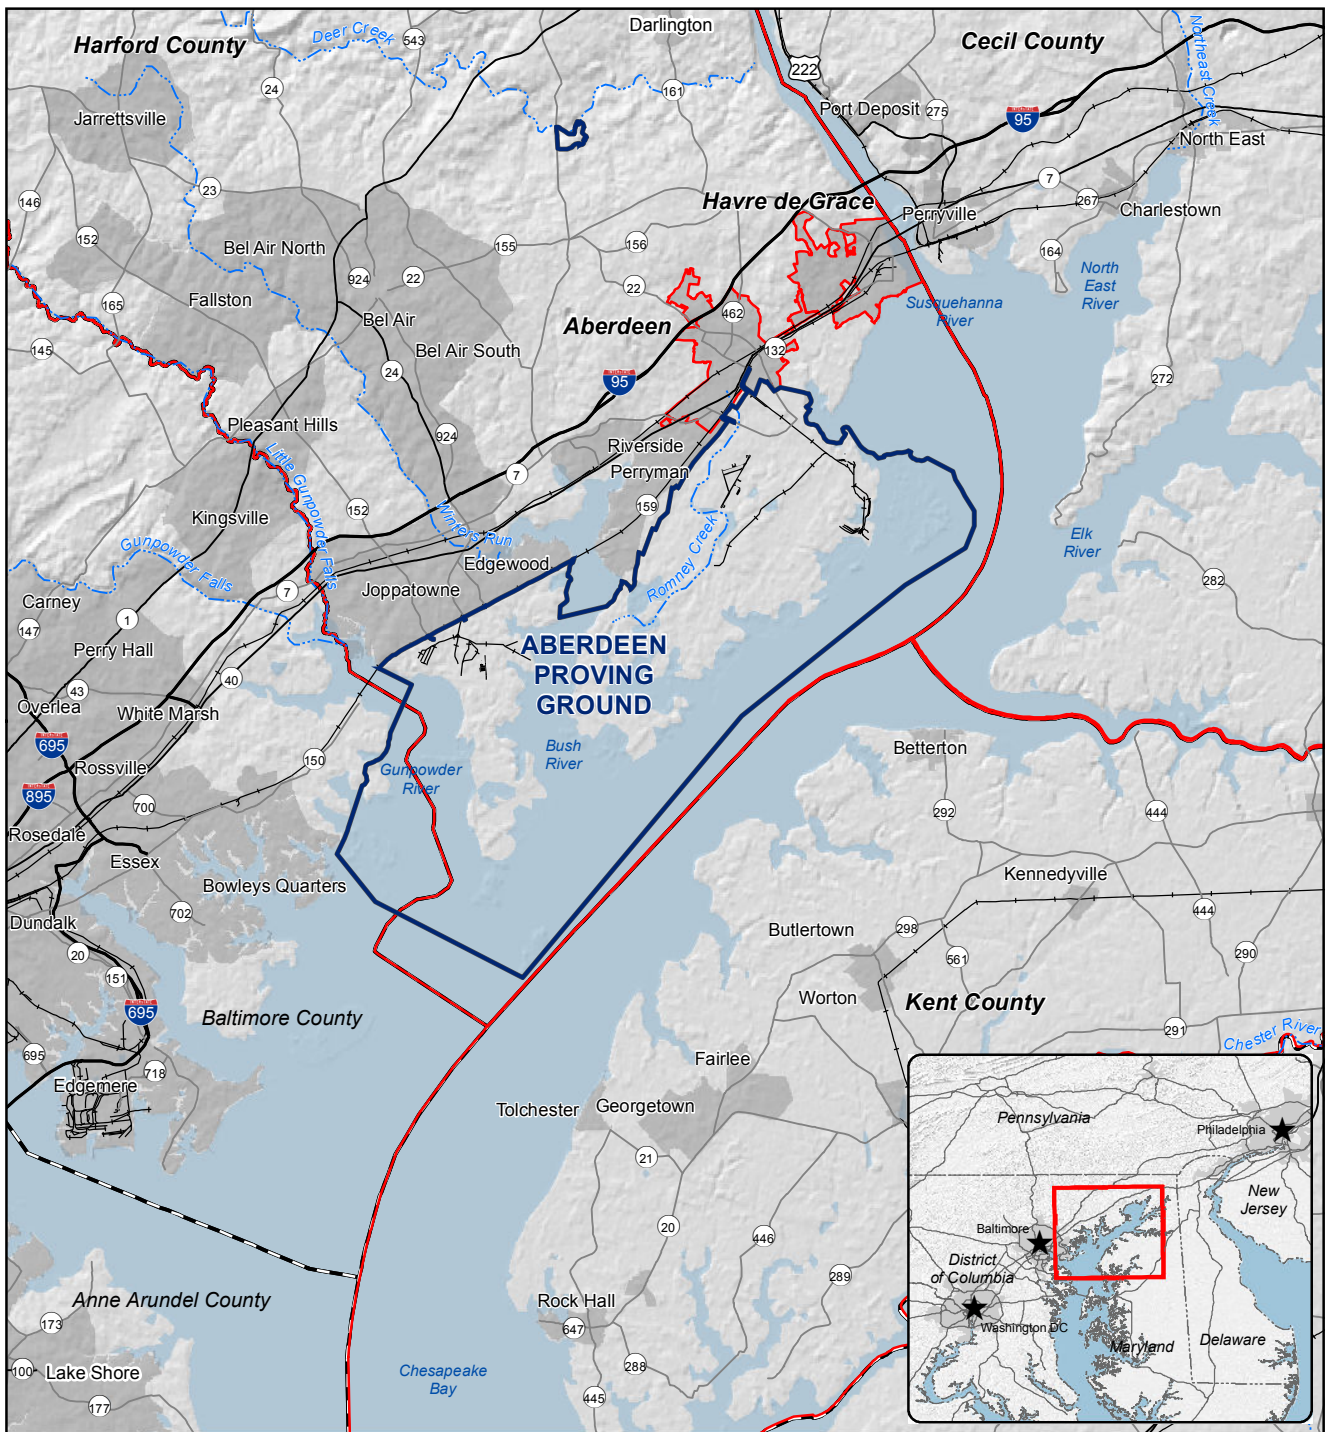 Darlington
Harford County
Deer Creek
543
Cecil County
Northeast Creek
222
24
161
Port Deposit
275
INTERSTATE
95
Jarrettsville
North East
7
23
267
146
Havre de Grace
Perryville
Charlestown
152
Bel Air North
155
156
164
924
22
22
North
East
River
165
Fallston
462
Susquehanna
River
Bel Air
Aberdeen
145
Bel Air South
132
24
INTERSTATE
95
272
Pleasant Hills
924
Riverside
Little Gunpowder Falls
7
Perryman
159
152
Kingsville
Winters Run
Elk
River
Gunpowder Falls
Edgewood
Romney Creek
282
Joppatowne
7
Carney
1
147
ABERDEEN
PROVING
GROUND
Perry Hall
40
43
Overlea
White Marsh
INTERSTATE
695
Betterton
Bush
River
150
Rossville
Gunpowder
River
INTERSTATE
895
700
292
444
Rosedale
Essex
Kennedyville
Bowleys Quarters
702
444
Dundalk
Butlertown
298
20
561
290
151
Worton
Kent County
INTERSTATE
695
Baltimore County
291
Chester River
695
Fairlee
718
Edgemere
Tolchester
Georgetown
21
20
446
289
Anne Arundel County
Rock Hall
173
647
288
100
Lake Shore
Chesapeake
Bay
445
177
Pennsylvania
Philadelphia
New
Jersey
Baltimore
District
of Columbia
Washington DC
Maryland
Delaware